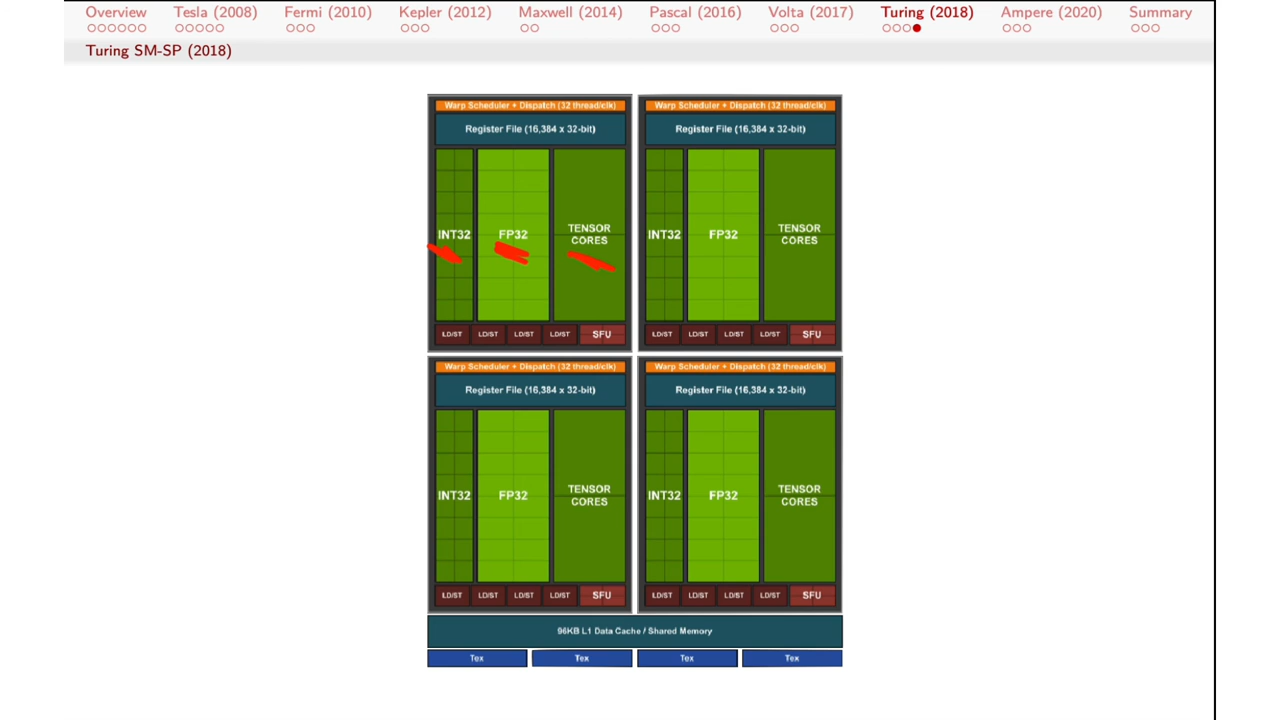 Overview Tesla (2008) Fermi (2010) Kepler (2012) Maxwell (2014) Pascal (2016) Volta (2017) Turing (2018) Ampere (2020) Summary
Turing SM-SP (2018)
Warp Scheduler + Dispatch (32 thread/clk) Warp Scheduler + Dispatch (32 thread/clk)
Register File (16,384 x 32-bit) Register File (16,384 x 32-bit)
INT32 FP32 TENSOR CORES INT32 FP32 TENSOR CORES
LD/ST LD/ST LD/ST LD/ST SFU LD/ST LD/ST LD/ST LD/ST SFU
Warp Scheduler + Dispatch (32 thread/clk) Warp Scheduler + Dispatch (32 thread/clk)
Register File (16,384 x 32-bit) Register File (16,384 x 32-bit)
INT32 FP32 TENSOR CORES INT32 FP32 TENSOR CORES
LD/ST LD/ST LD/ST LD/ST SFU LD/ST LD/ST LD/ST LD/ST SFU
96KB L1 Data Cache / Shared Memory
Tex Tex Tex Tex